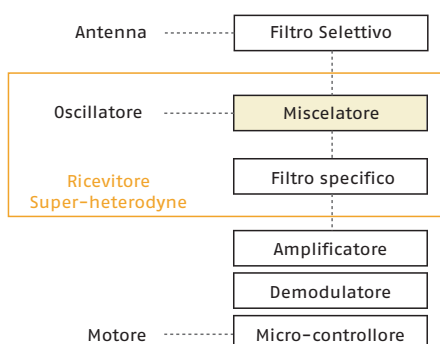 Antenna
Filtro Selettivo
Oscillatore
Miscelatore
Ricevitore
Super-heterodyne
Filtro specifico
Amplificatore
Demodulatore
Motore
Micro-controllore